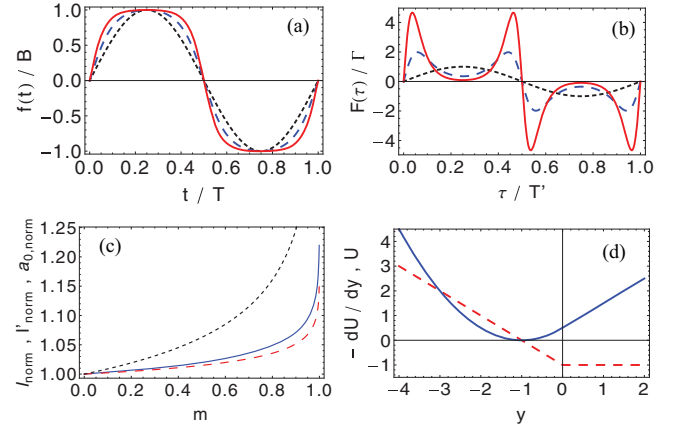 (a)
f(t) / B
1.0
0.5
0.0
−0.5
−1.0
0.0 0.2 0.4 0.6 0.8 1.0
t / T
(b)
F(τ) / Γ
4
2
0
−2
−4
0.0 0.2 0.4 0.6 0.8 1.0
τ / T'
(c)
I_norm , I'_norm , a_0,norm
1.25
1.20
1.15
1.10
1.05
1.00
0.0 0.2 0.4 0.6 0.8 1.0
m
(d)
− dU / dy , U
4
3
2
1
0
−1
−4 −3 −2 −1 0 1 2
y